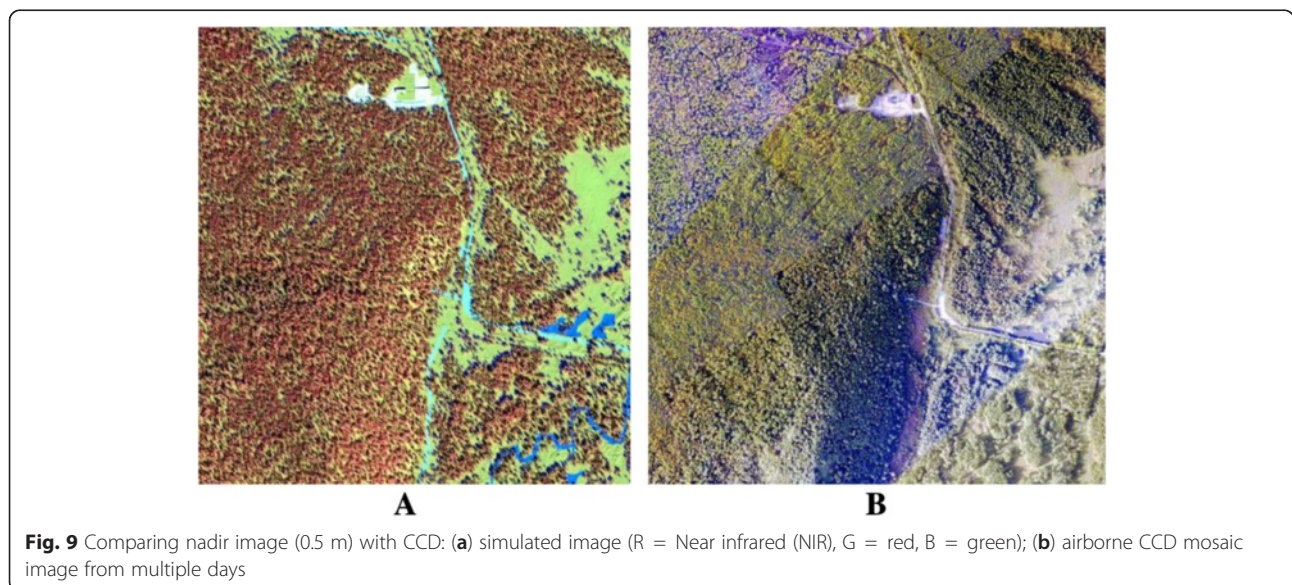 A
B
Fig. 9 Comparing nadir image (0.5 m) with CCD: (a) simulated image (R = Near infrared (NIR), G = red, B = green); (b) airborne CCD mosaic
image from multiple days